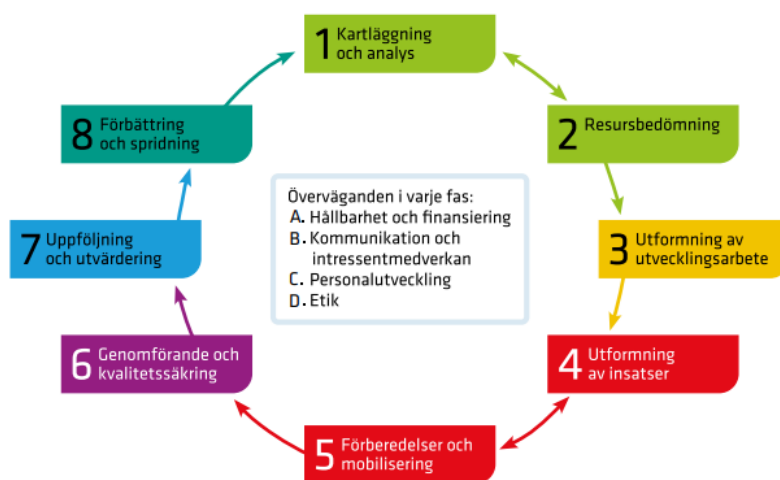 1 Kartläggning
och analys
2 Resursbedömning
3 Utformning av
utvecklingsarbete
4 Utformning
av insatser
5 Förberedelser och
mobilisering
6 Genomförande och
kvalitetssäkring
7 Uppföljning
och utvärdering
8 Förbättring
och spridning
Överväganden i varje fas:
A. Hållbarhet och finansiering
B. Kommunikation och
intressentmedverkan
C. Personalutveckling
D. Etik